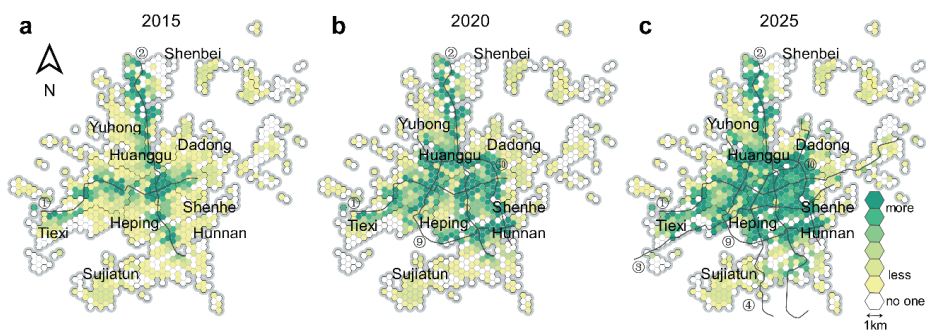 a 2015
② Shenbei
N
Yuhong
Dadong
Huanggu
①
Shenhe
Heping
Tiexi
Hunnan
Sujiatun
b 2020
② Shenbei
Yuhong
Dadong
Huanggu
⑩
①
Shenhe
Heping
Tiexi
⑨
Hunnan
Sujiatun
c 2025
② Shenbei
Yuhong
Dadong
Huanggu
⑩
①
Shenhe
Heping
Tiexi
⑨
Hunnan
③
Sujiatun
④
more
less
no one
1km